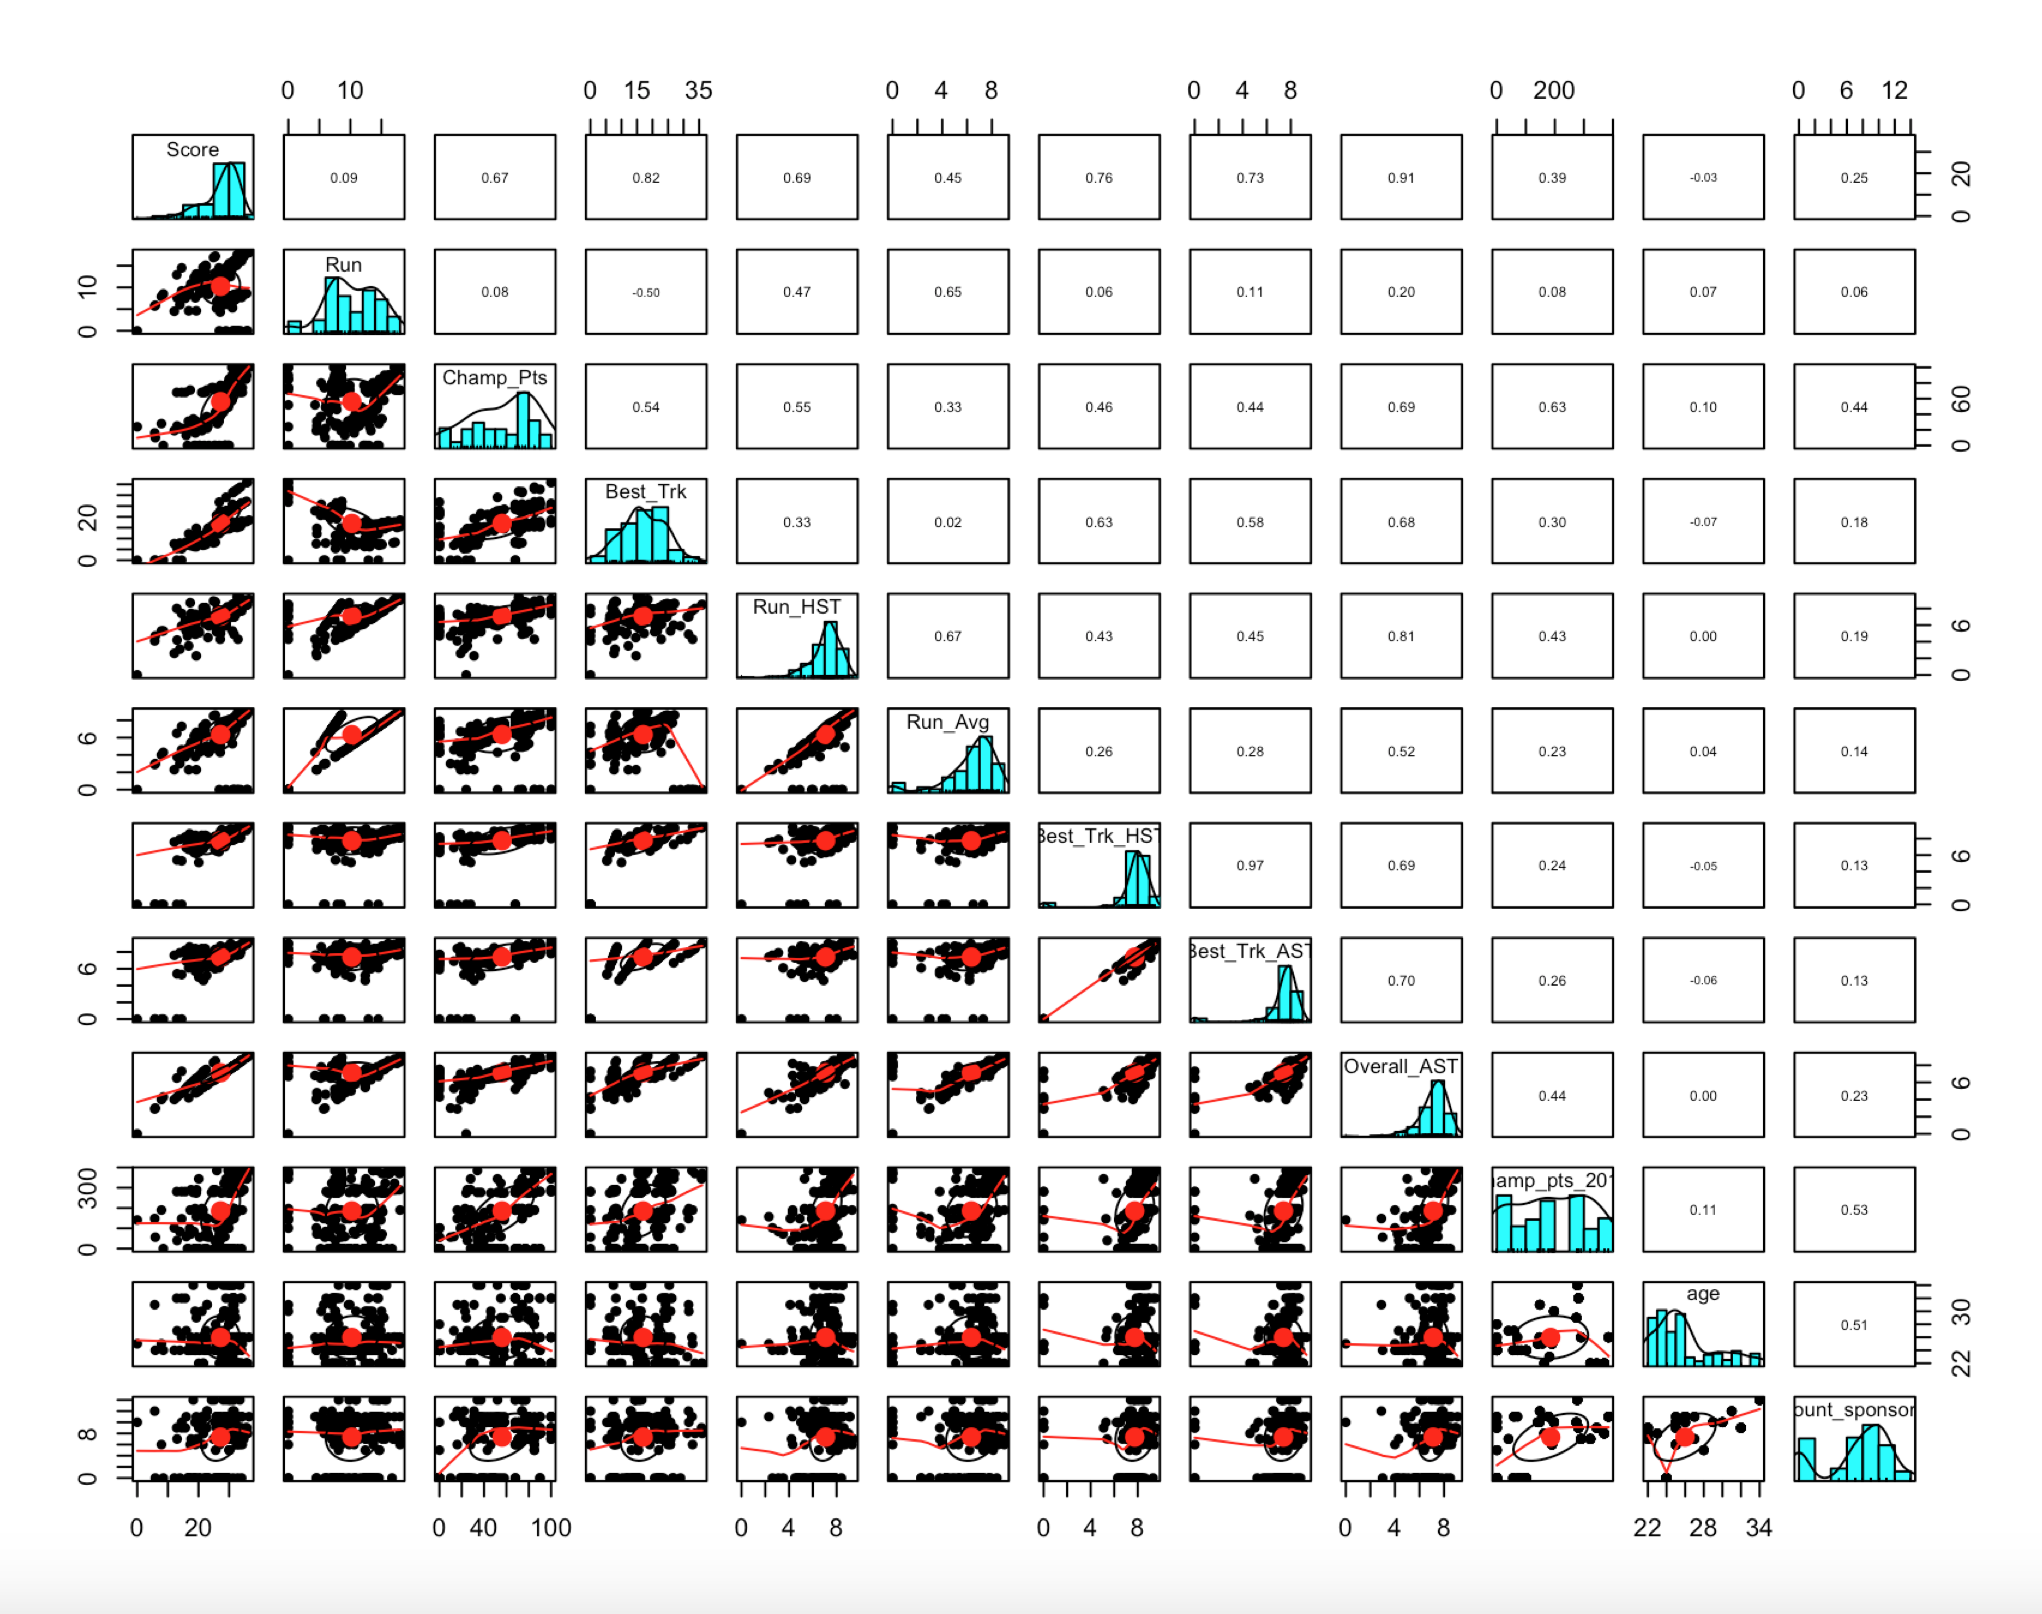 0 10 0 15 35 0 4 8 0 4 8 0 200 0 6 12
Score 0.09 0.67 0.82 0.69 0.45 0.76 0.73 0.91 0.39 -0.03 0.25 0 20
0 10 Run 0.08 -0.50 0.47 0.65 0.06 0.11 0.20 0.08 0.07 0.06
Champ_Pts 0.54 0.55 0.33 0.46 0.44 0.69 0.63 0.10 0.44 0 60
0 20 Best_Trk 0.33 0.02 0.63 0.58 0.68 0.30 -0.07 0.18
Run_HST 0.67 0.43 0.45 0.81 0.43 0.00 0.19 0 6
0 6 Run_Avg 0.26 0.28 0.52 0.23 0.04 0.14
Best_Trk_HST 0.97 0.69 0.24 -0.05 0.13 0 6
0 6 Best_Trk_AST 0.70 0.26 -0.06 0.13
Overall_AST 0.44 0.00 0.23 0 6
0 300 amp_pts_201 0.11 0.53
age 0.51 22 30
0 8 ount_sponsor
0 20 0 40 100 0 4 8 0 4 8 0 4 8 22 28 34